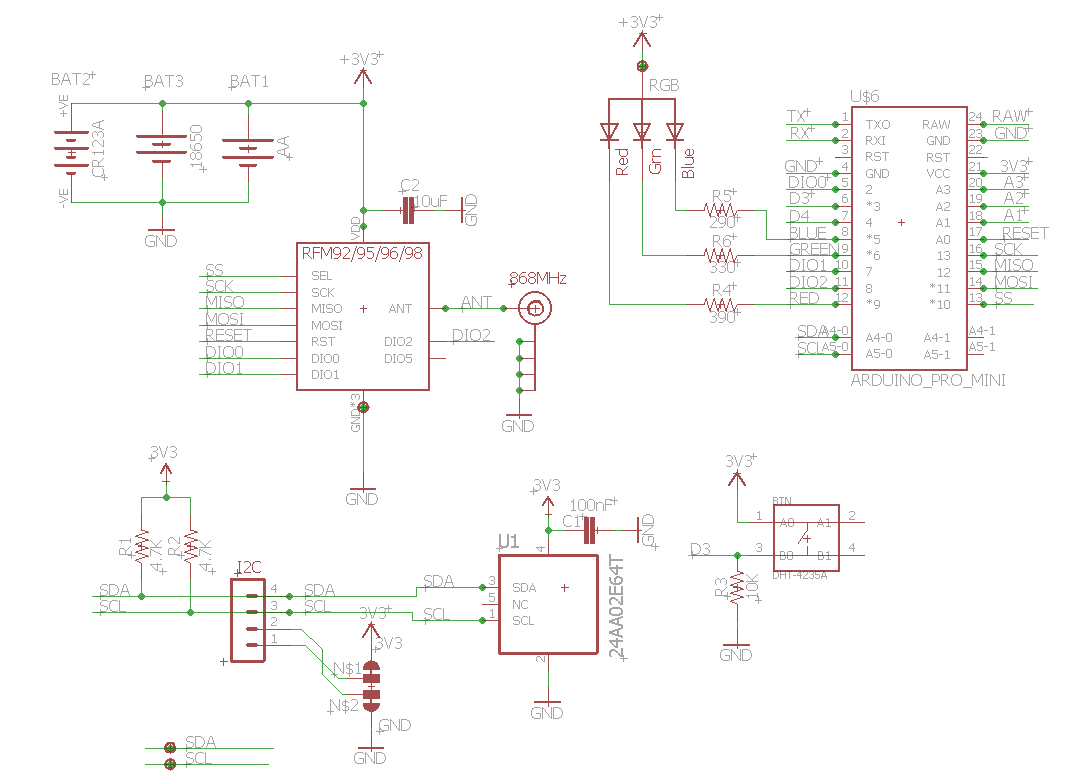 BAT2
+VE
-VE
CR123A
BAT3
18650
BAT1
AA
GND
+3V3
C2
10uF
GND
VDD
RFM92/95/96/98
SS
SCK
MISO
MOSI
RESET
DIO0
DIO1
SEL
SCK
MISO
MOSI
RST
DIO0
DIO1
ANT
DIO2
DIO5
GND*3
GND
ANT
868MHz
DIO2
GND
+3V3
RGB
Red
Grn
Blue
R5
290
R6
330
R4
390
U$6
TX
RX
GND
DIO0
D3
D4
BLUE
GREEN
DIO1
DIO2
RED
SDA
SCL
1
2
3
4
5
6
7
8
9
10
11
12
A4-0
A5-0
TXO
RXI
RST
GND
2
*3
4
*5
*6
7
8
*9
A4-0
A5-0
RAW
GND
RST
VCC
A3
A2
A1
A0
13
12
*11
*10
A4-1
A5-1
24
23
22
21
20
19
18
17
16
15
14
13
A4-1
A5-1
RAW
GND
3V3
A3
A2
A1
RESET
SCK
MISO
MOSI
SS
ARDUINO_PRO_MINI
3V3
R1
4.7K
R2
4.7K
SDA
SCL
I2C
4
3
2
1
SDA
SCL
3V3
3V3
N$1
N$2
GND
GND
SDA
SCL
SDA
SCL
3V3
100nF
C1
GND
U1
4
3
5
1
2
SDA
NC
SCL
24AA02E64T
GND
3V3
BTN
1
2
3
4
A0
A1
B0
B1
DHT-4235A
D3
R3
10K
GND